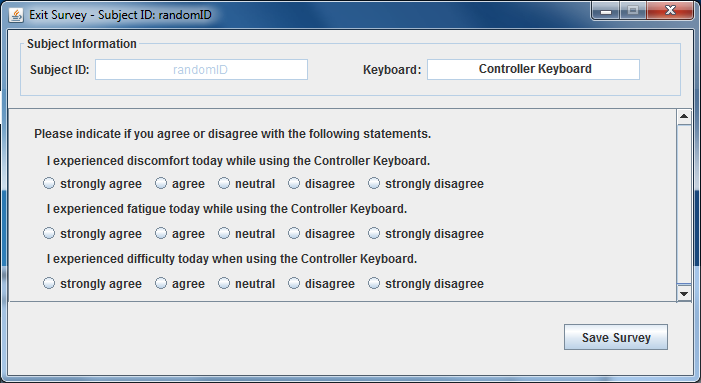 Exit Survey - Subject ID: randomID
Subject Information
Subject ID: randomID Keyboard: Controller Keyboard
Please indicate if you agree or disagree with the following statements.
I experienced discomfort today while using the Controller Keyboard.
strongly agree agree neutral disagree strongly disagree
I experienced fatigue today while using the Controller Keyboard.
strongly agree agree neutral disagree strongly disagree
I experienced difficulty today when using the Controller Keyboard.
strongly agree agree neutral disagree strongly disagree
Save Survey